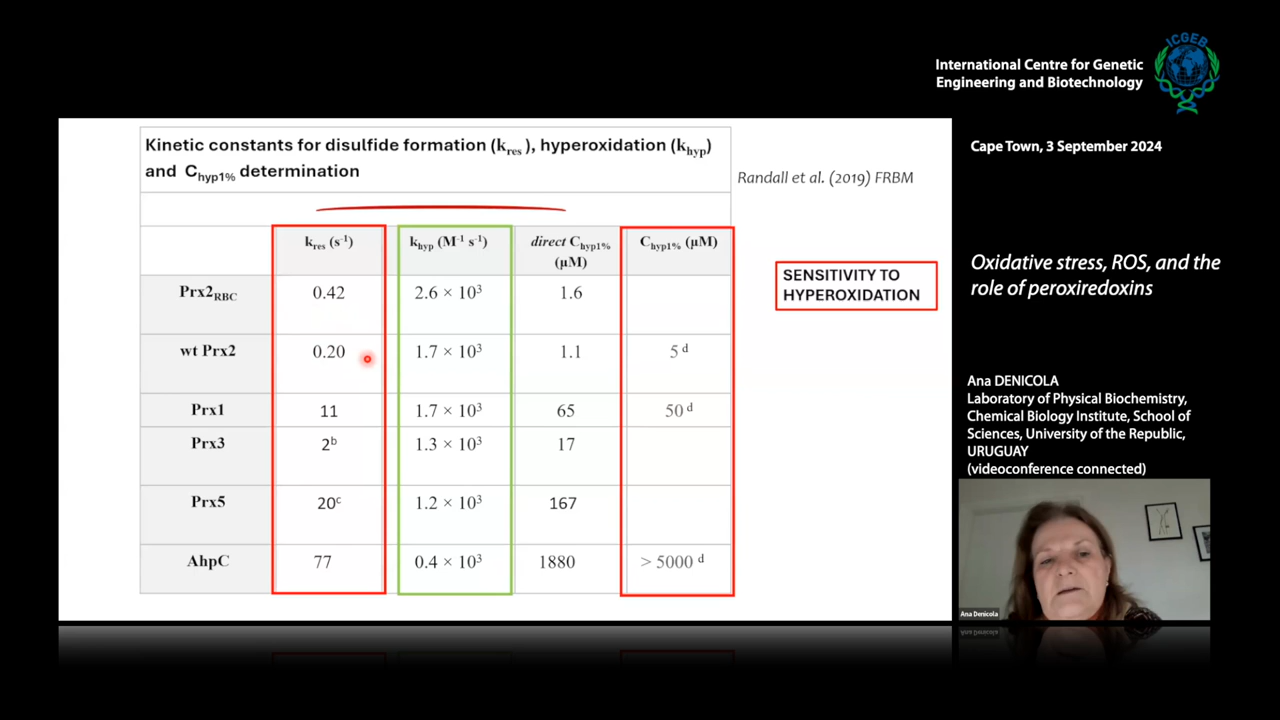 ICGEB
International Centre for Genetic
Engineering and Biotechnology
Cape Town, 3 September 2024
Oxidative stress, ROS, and the
role of peroxiredoxins
Ana DENICOLA
Laboratory of Physical Biochemistry,
Chemical Biology Institute, School of
Sciences, University of the Republic,
URUGUAY
(videoconference connected)
Ana Denicola
Kinetic constants for disulfide formation (kres), hyperoxidation (khyp)
and Chyp1% determination
Randall et al. (2019) FRBM
kres (s⁻¹) khyp (M⁻¹ s⁻¹) direct Chyp1% (µM) Chyp1% (µM)
Prx2RBC 0.42 2.6 × 10³ 1.6
wt Prx2 0.20 1.7 × 10³ 1.1 5 d
Prx1 11 1.7 × 10³ 65 50 d
Prx3 2b 1.3 × 10³ 17
Prx5 20c 1.2 × 10³ 167
AhpC 77 0.4 × 10³ 1880 > 5000 d
SENSITIVITY TO
HYPEROXIDATION